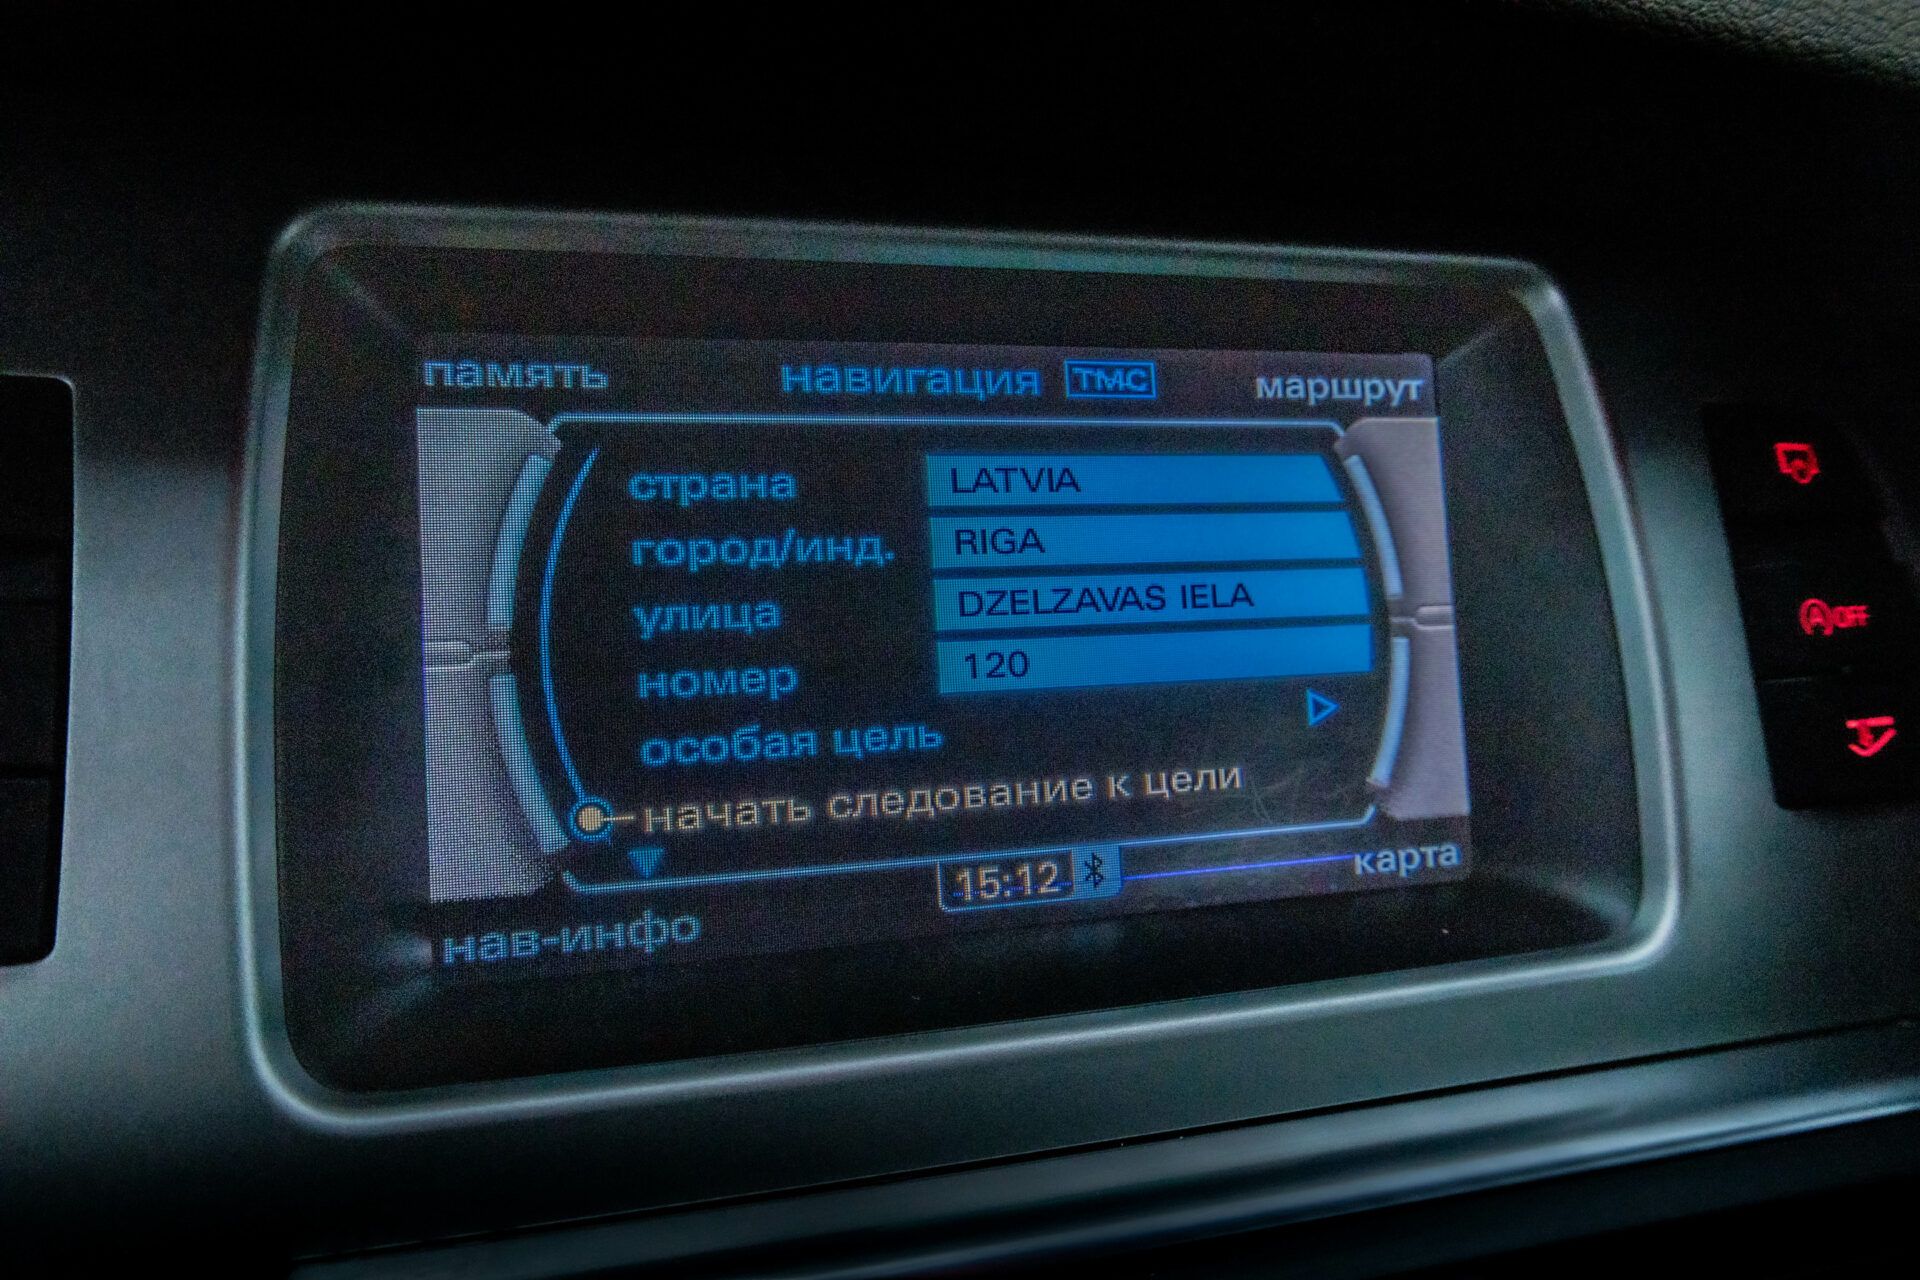 память навигация TMC маршрут
страна LATVIA
город/инд. RIGA
улица DZELZAVAS IELA
номер 120
особая цель
начать следование к цели
15:12 карта
нав-инфо
A OFF